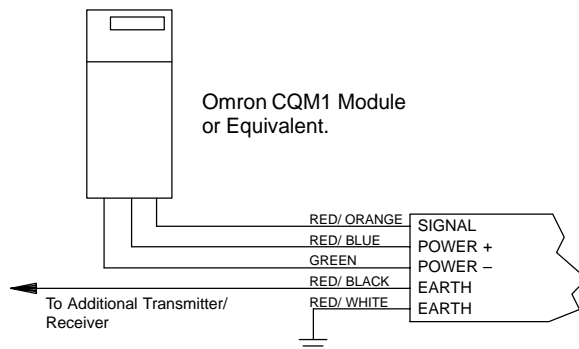 Omron CQM1 Module
or Equivalent.
RED/ ORANGE SIGNAL
RED/ BLUE POWER +
GREEN POWER –
RED/ BLACK EARTH
To Additional Transmitter/
Receiver
RED/ WHITE EARTH